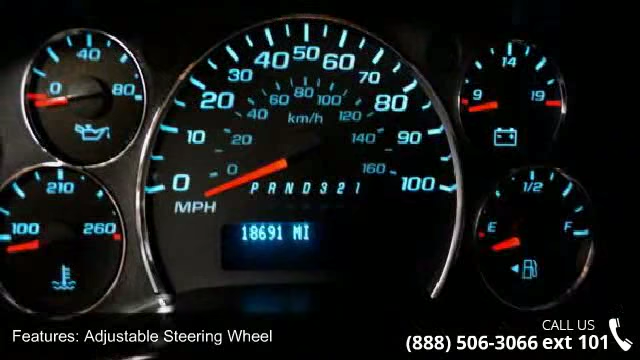 0 80
100 210 260
0 10 20 30 40 50 60 70 80 90 100
0 20 40 60 80 100 120 140 160
km/h
P R N D 3 2 1
MPH
18691 MI
9 14 19
E 1/2 F
Features: Adjustable Steering Wheel
CALL US
(888) 506-3066 ext 101